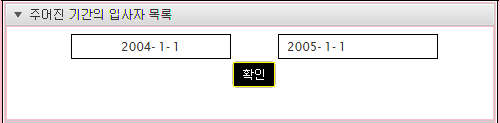 주어진 기간의 입사자 목록
2004- 1- 1 2005- 1- 1
확인